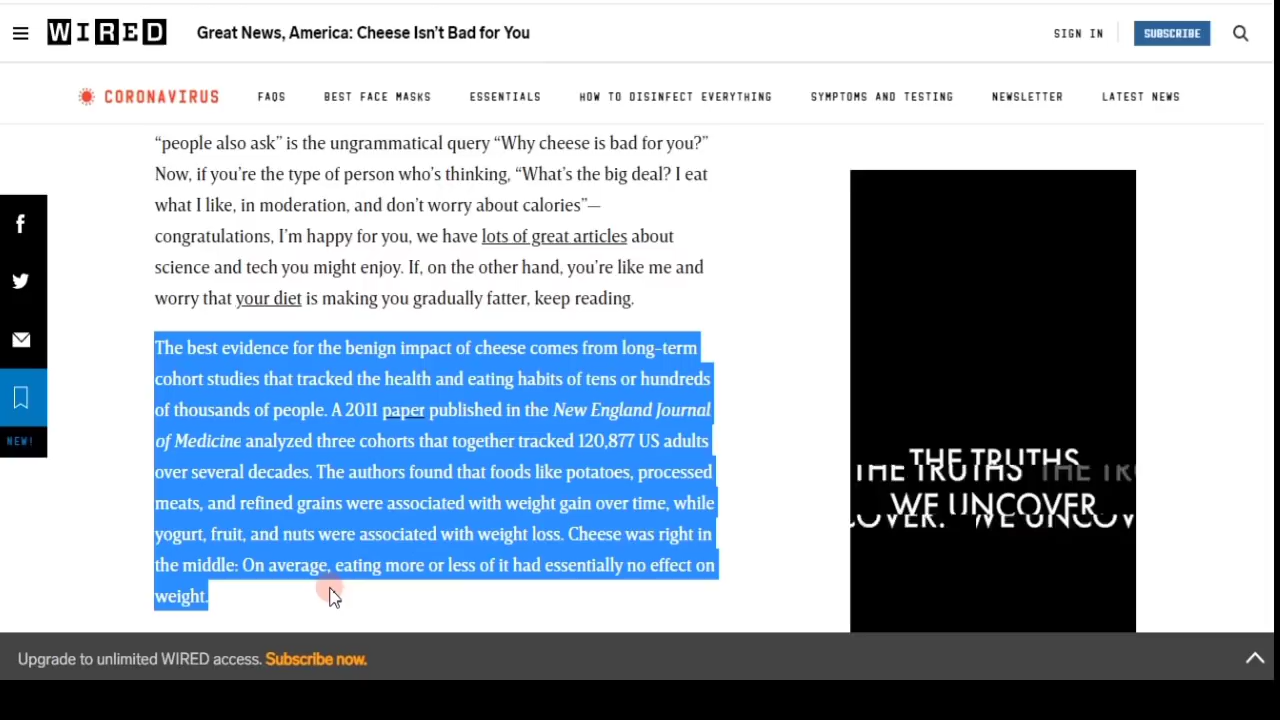 WIRED
Great News, America: Cheese Isn't Bad for You
SIGN IN
SUBSCRIBE
CORONAVIRUS
FAQS
BEST FACE MASKS
ESSENTIALS
HOW TO DISINFECT EVERYTHING
SYMPTOMS AND TESTING
NEWSLETTER
LATEST NEWS
“people also ask” is the ungrammatical query “Why cheese is bad for you?”
Now, if you’re the type of person who’s thinking, “What’s the big deal? I eat
what I like, in moderation, and don’t worry about calories”—
congratulations, I’m happy for you, we have lots of great articles about
science and tech you might enjoy. If, on the other hand, you’re like me and
worry that your diet is making you gradually fatter, keep reading.
The best evidence for the benign impact of cheese comes from long-term
cohort studies that tracked the health and eating habits of tens or hundreds
of thousands of people. A 2011 paper published in the New England Journal
of Medicine analyzed three cohorts that together tracked 120,877 US adults
over several decades. The authors found that foods like potatoes, processed
meats, and refined grains were associated with weight gain over time, while
yogurt, fruit, and nuts were associated with weight loss. Cheese was right in
the middle: On average, eating more or less of it had essentially no effect on
weight.
NEW!
THE TRUTHS
THE TRUTHS
WE UNCOVER
WE UNCOV
Upgrade to unlimited WIRED access. Subscribe now.